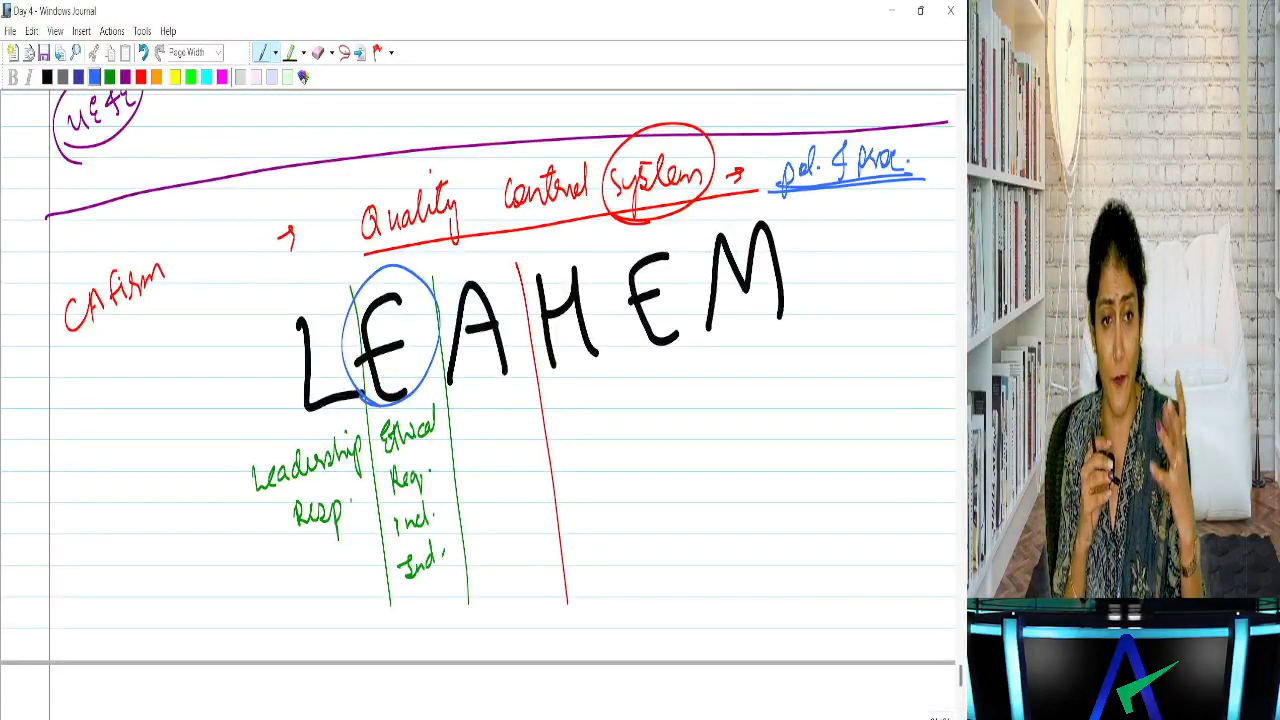 Day 4 - Windows Journal
File Edit View Insert Actions Tools Help
Page Width
B I
Quality control system → pol. & proc.
CA firm
L E A H E M
Leadership
Resp
Ethical
Req.
incl.
Ind.